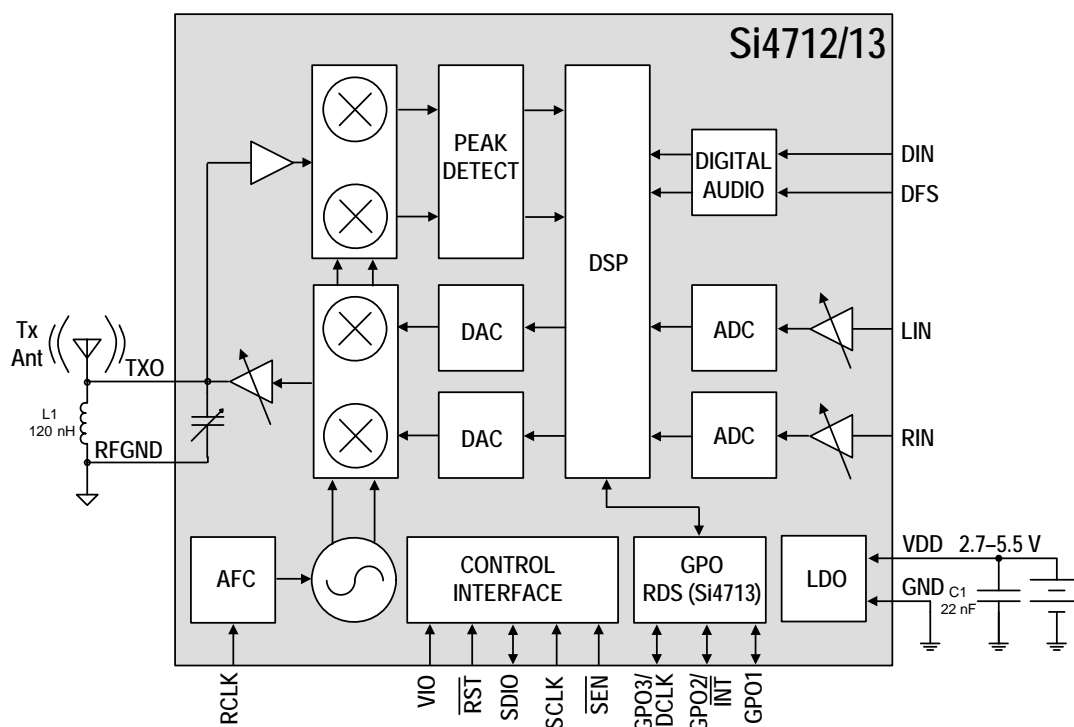 Si4712/13
PEAK
DETECT
DIGITAL
AUDIO
DIN
DFS
DSP
DAC
ADC
LIN
Tx
Ant
TXO
L1
120 nH
RFGND
DAC
ADC
RIN
AFC
CONTROL
INTERFACE
GPO
RDS (Si4713)
LDO
VDD 2.7–5.5 V
GND
C1
22 nF
RCLK
VIO
RST
SDIO
SCLK
SEN
GPO3/
DCLK
GPO2/
INT
GPO1